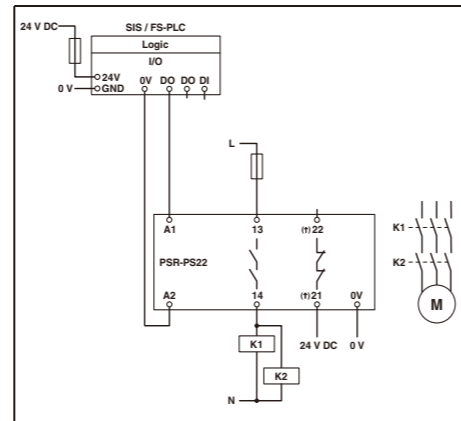 24 V DC
SIS / FS-PLC
Logic
I/O
24V
0 V
GND
0V DO DO DI
L
A1 13 (†) 22
PSR-PS22
A2 14 (†) 21 0V
K1
K2
M
K1
24 V DC 0 V
K2
N